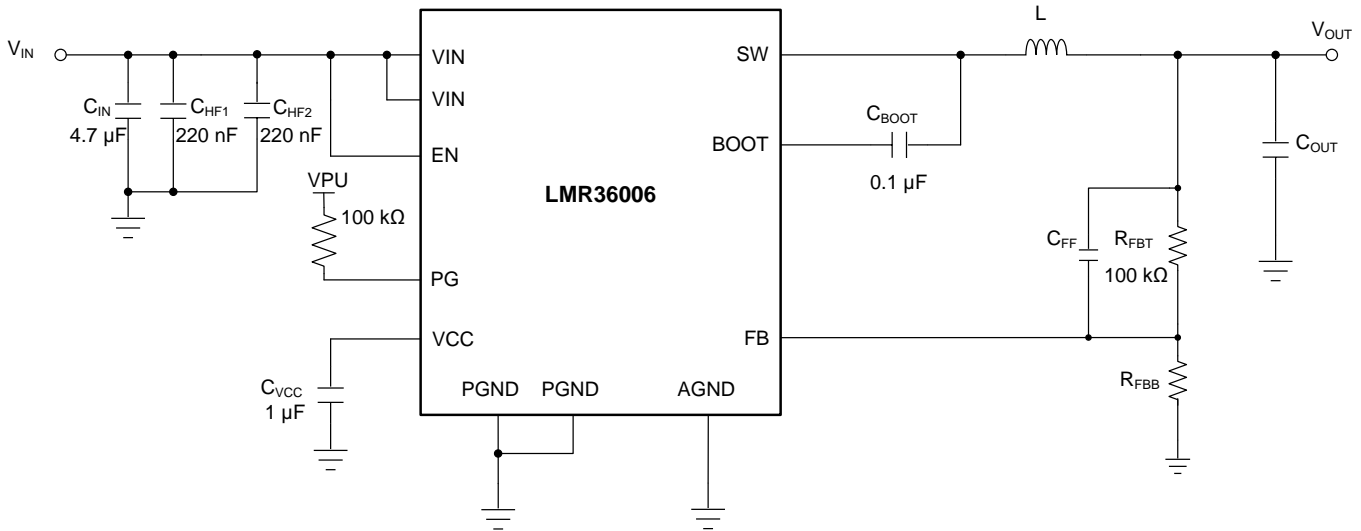 L
V_IN
V_OUT
VIN
SW
VIN
C_IN
4.7 µF
C_HF1
220 nF
C_HF2
220 nF
C_BOOT
0.1 µF
BOOT
EN
C_OUT
VPU
100 kΩ
LMR36006
C_FF
R_FBT
100 kΩ
PG
VCC
FB
C_VCC
1 µF
PGND
PGND
AGND
R_FBB